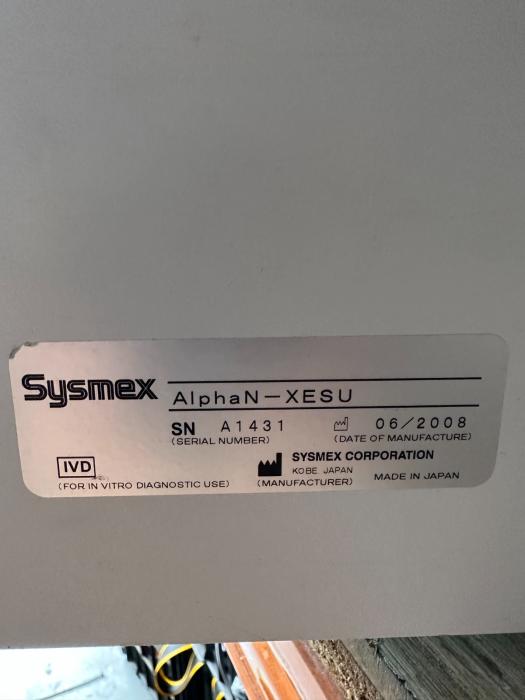 Sysmex
AlphaN-XESU
SN A1431 06/2008
(SERIAL NUMBER) (DATE OF MANUFACTURE)
IVD SYSMEX CORPORATION
KOBE JAPAN
(FOR IN VITRO DIAGNOSTIC USE) (MANUFACTURER) MADE IN JAPAN